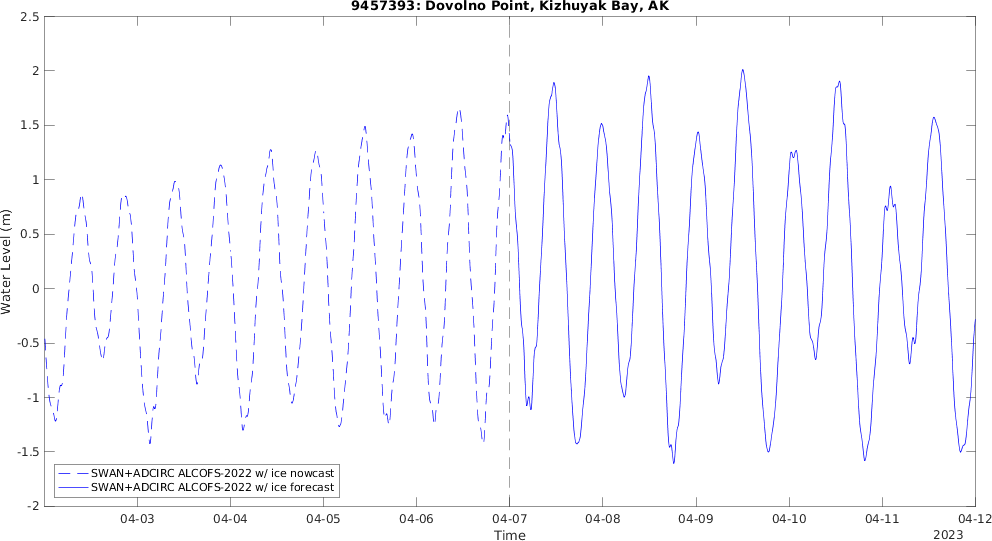 9457393: Dovolno Point, Kizhuyak Bay, AK
2.5
2
1.5
1
0.5
0
-0.5
-1
-1.5
-2
Water Level (m)
SWAN+ADCIRC ALCOFS-2022 w/ ice nowcast
SWAN+ADCIRC ALCOFS-2022 w/ ice forecast
04-03 04-04 04-05 04-06 04-07 04-08 04-09 04-10 04-11 04-12
Time
2023